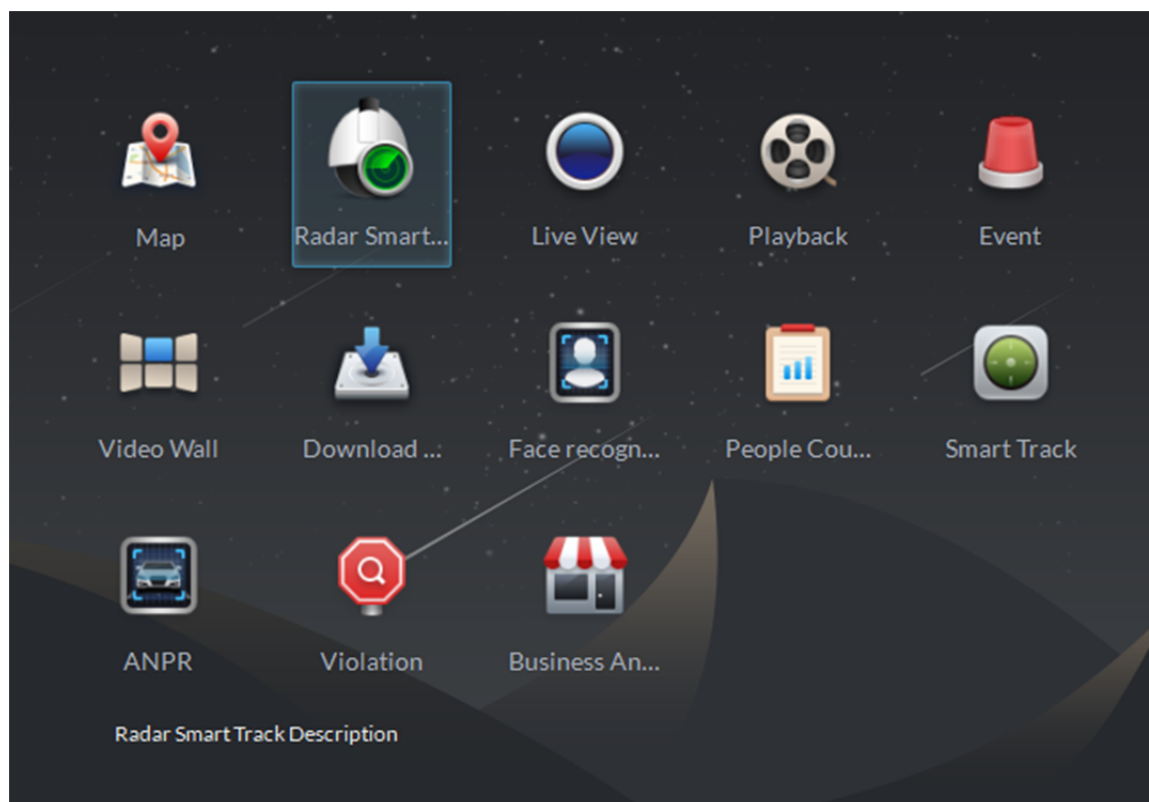 Map
Radar Smart...
Live View
Playback
Event
Video Wall
Download ...
Face recogn...
People Cou...
Smart Track
ANPR
Violation
Business An...
Radar Smart Track Description